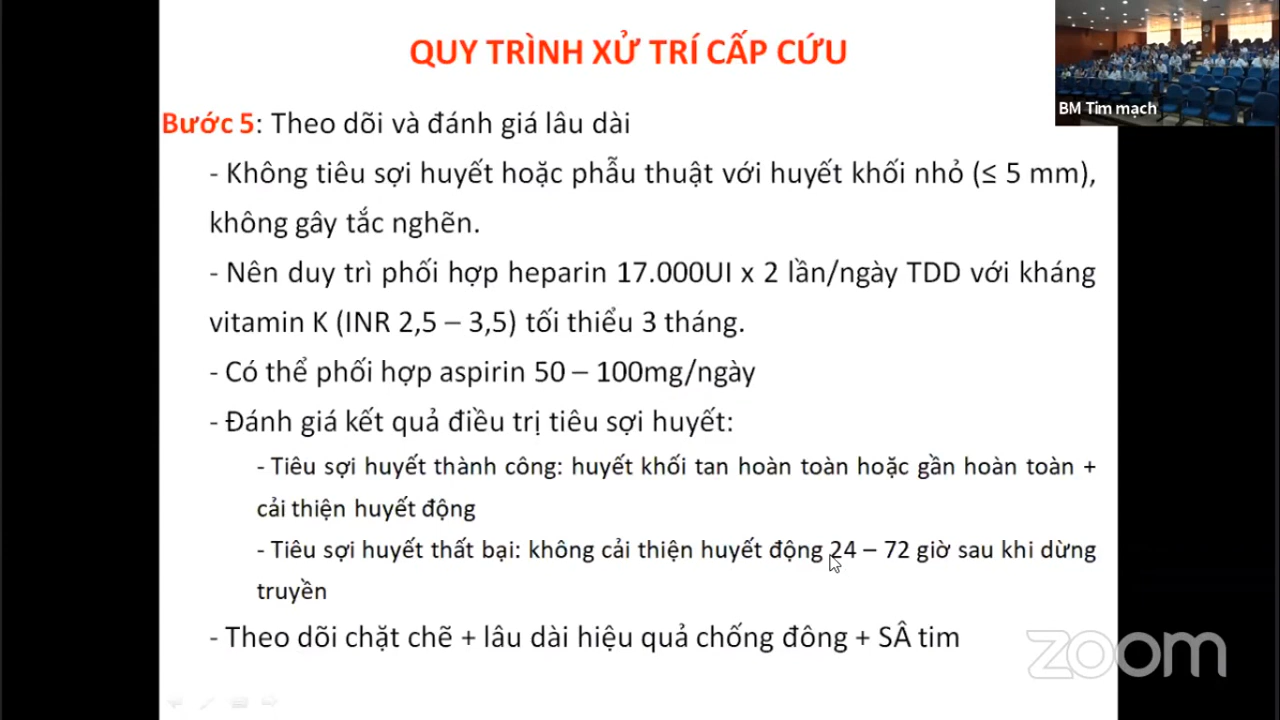 QUY TRÌNH XỬ TRÍ CẤP CỨU
BM Tim mạch
Bước 5: Theo dõi và đánh giá lâu dài
- Không tiêu sợi huyết hoặc phẫu thuật với huyết khối nhỏ (≤ 5 mm),
không gây tắc nghẽn.
- Nên duy trì phối hợp heparin 17.000UI x 2 lần/ngày TDD với kháng
vitamin K (INR 2,5 – 3,5) tối thiểu 3 tháng.
- Có thể phối hợp aspirin 50 – 100mg/ngày
- Đánh giá kết quả điều trị tiêu sợi huyết:
- Tiêu sợi huyết thành công: huyết khối tan hoàn toàn hoặc gần hoàn toàn +
cải thiện huyết động
- Tiêu sợi huyết thất bại: không cải thiện huyết động 24 – 72 giờ sau khi dừng
truyền
- Theo dõi chặt chẽ + lâu dài hiệu quả chống đông + SÂ tim
zoom